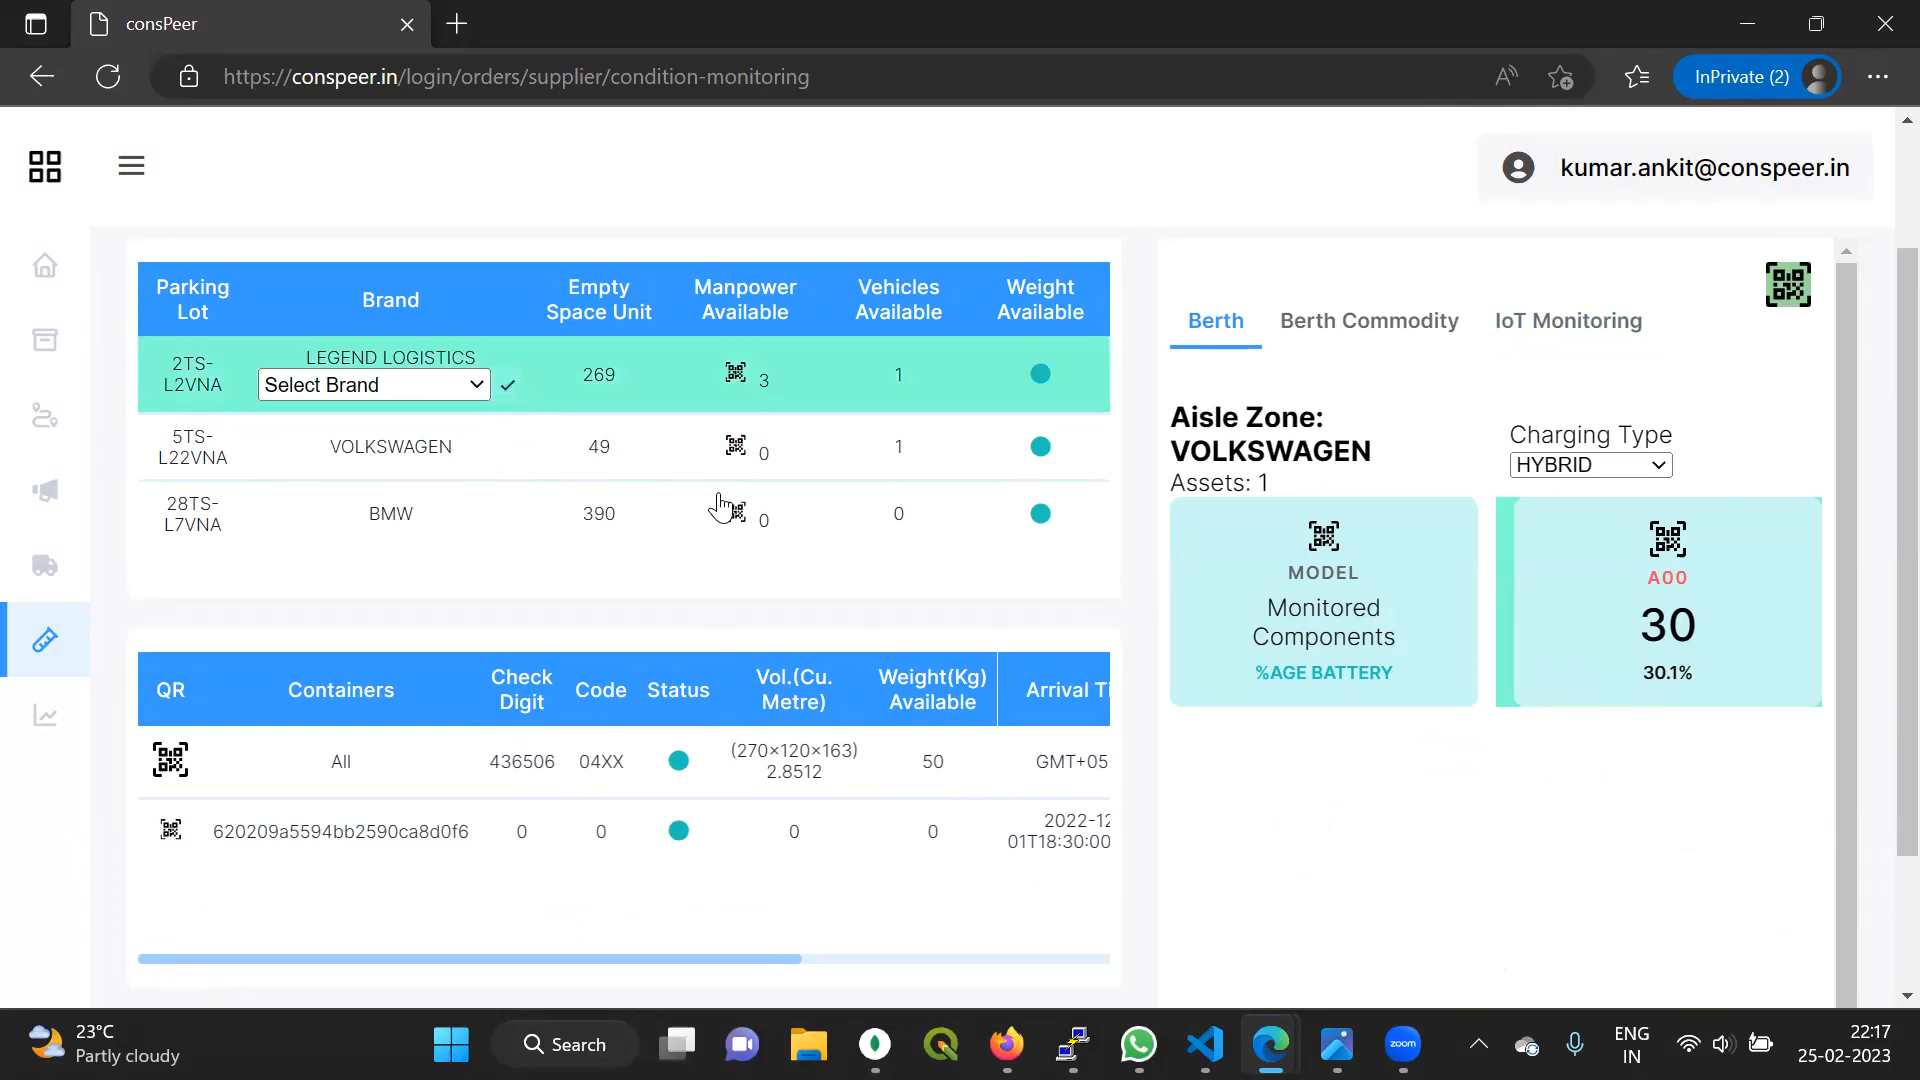 consPeer
https://conspeer.in/login/orders/supplier/condition-monitoring
InPrivate (2)
kumar.ankit@conspeer.in
Parking Lot
Brand
Empty Space Unit
Manpower Available
Vehicles Available
Weight Available
2TS-L2VNA
LEGEND LOGISTICS
Select Brand
269
3
1
5TS-L22VNA
VOLKSWAGEN
49
0
1
28TS-L7VNA
BMW
390
0
0
QR
Containers
Check Digit
Code
Status
Vol.(Cu. Metre)
Weight(Kg) Available
Arrival Ti
All
436506
04XX
(270×120×163)
2.8512
50
GMT+05
620209a5594bb2590ca8d0f6
0
0
0
0
2022-12
01T18:30:00
Berth
Berth Commodity
IoT Monitoring
Aisle Zone:
VOLKSWAGEN
Assets: 1
Charging Type
HYBRID
MODEL
Monitored
Components
%AGE BATTERY
A00
30
30.1%
23°C
Partly cloudy
Search
zoom
ENG
IN
22:17
25-02-2023